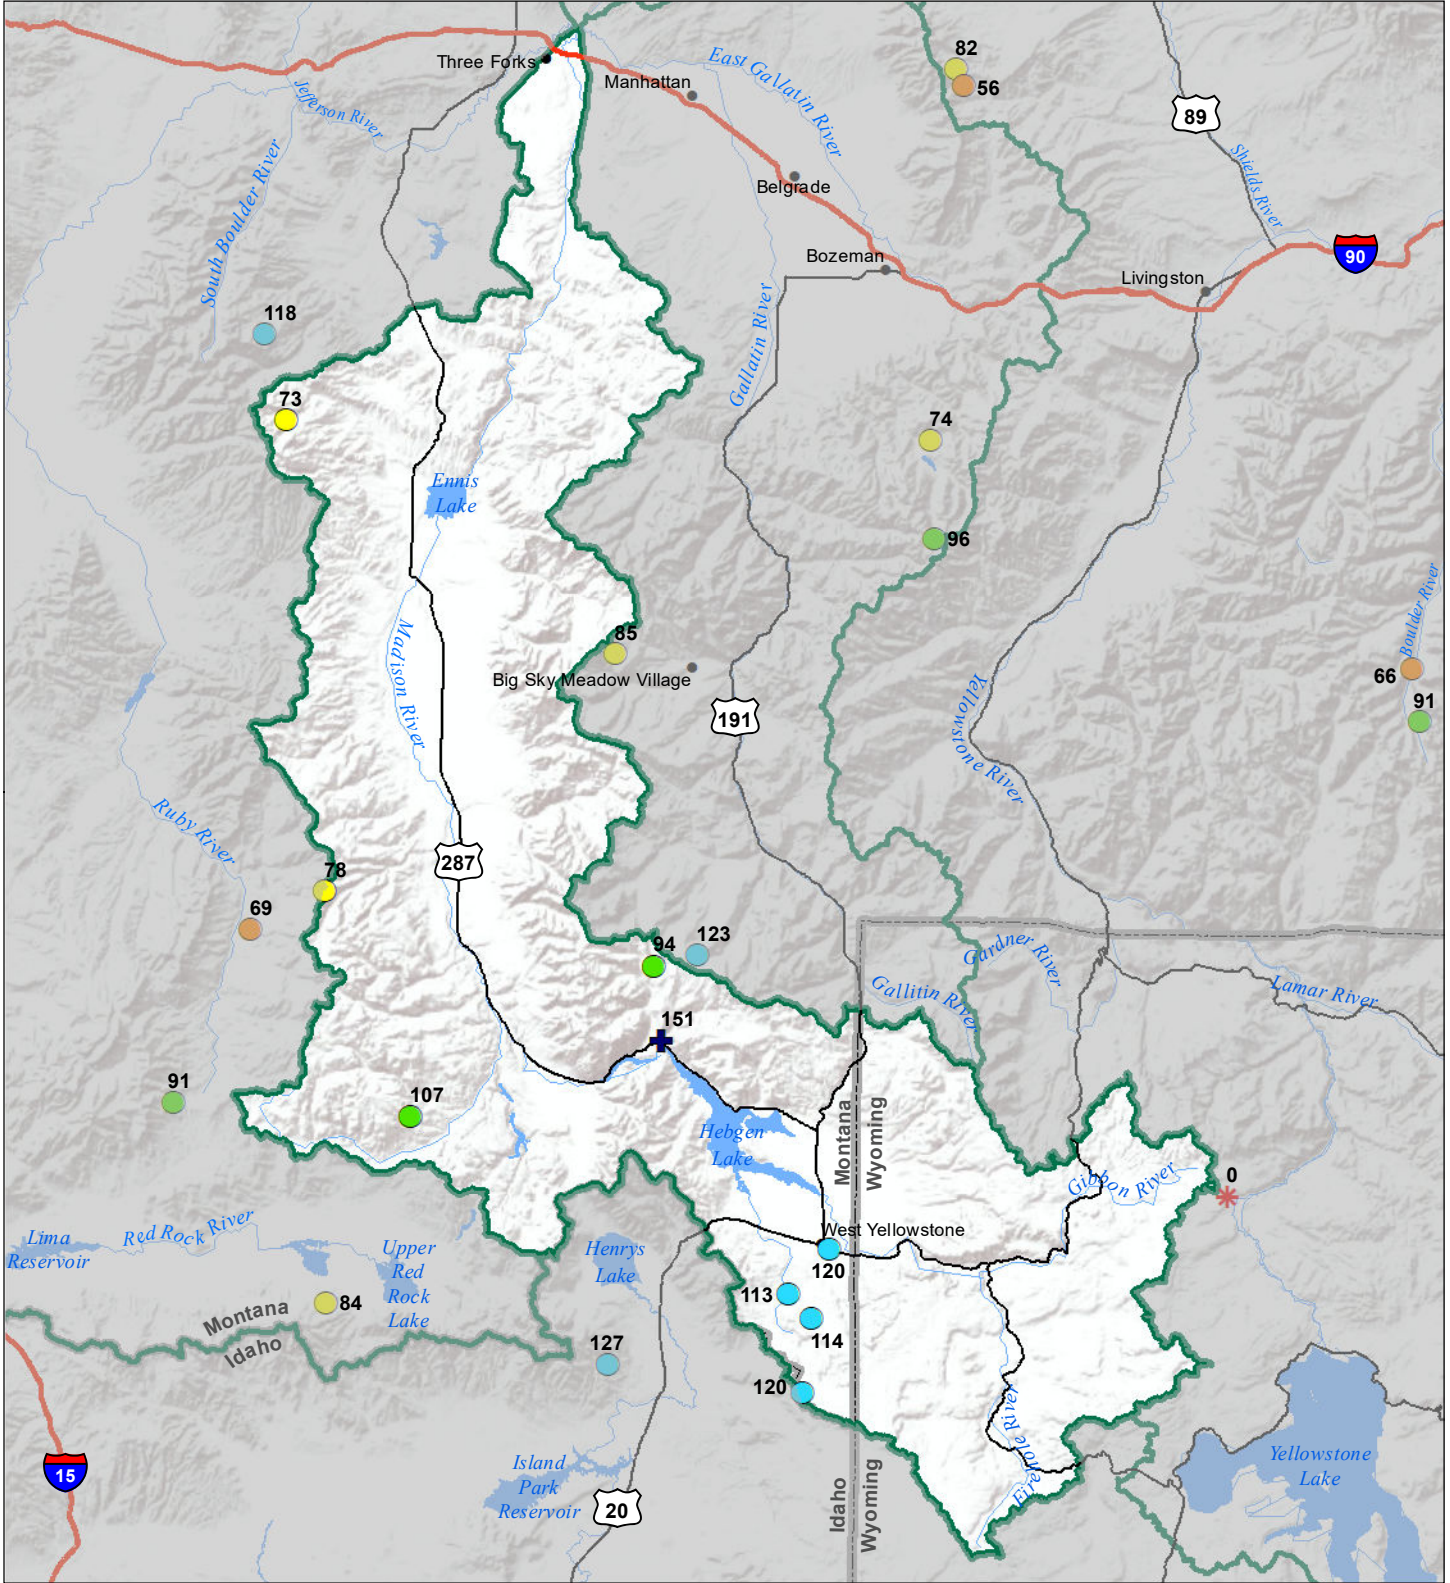 82
Three Forks
East Gallatin River
Manhattan
56
Jefferson River
89
South Boulder River
Shields River
Belgrade
90
Bozeman
Livingston
Gallatin River
118
73
74
Ennis
Lake
96
Boulder River
85
Madison River
66
Big Sky Meadow Village
Yellowstone River
91
191
Ruby River
287
78
69
94
123
Gardner River
Gallitin River
Lamar River
151
91
107
Montana
Wyoming
Hebgen
Lake
Gibbon River
0
Lima
Reservoir
Red Rock River
West Yellowstone
Upper
Red
Rock
Lake
Henrys
Lake
120
113
84
Montana
Idaho
114
127
120
Firehole River
15
Island
Park
Reservoir
20
Idaho
Wyoming
Yellowstone
Lake